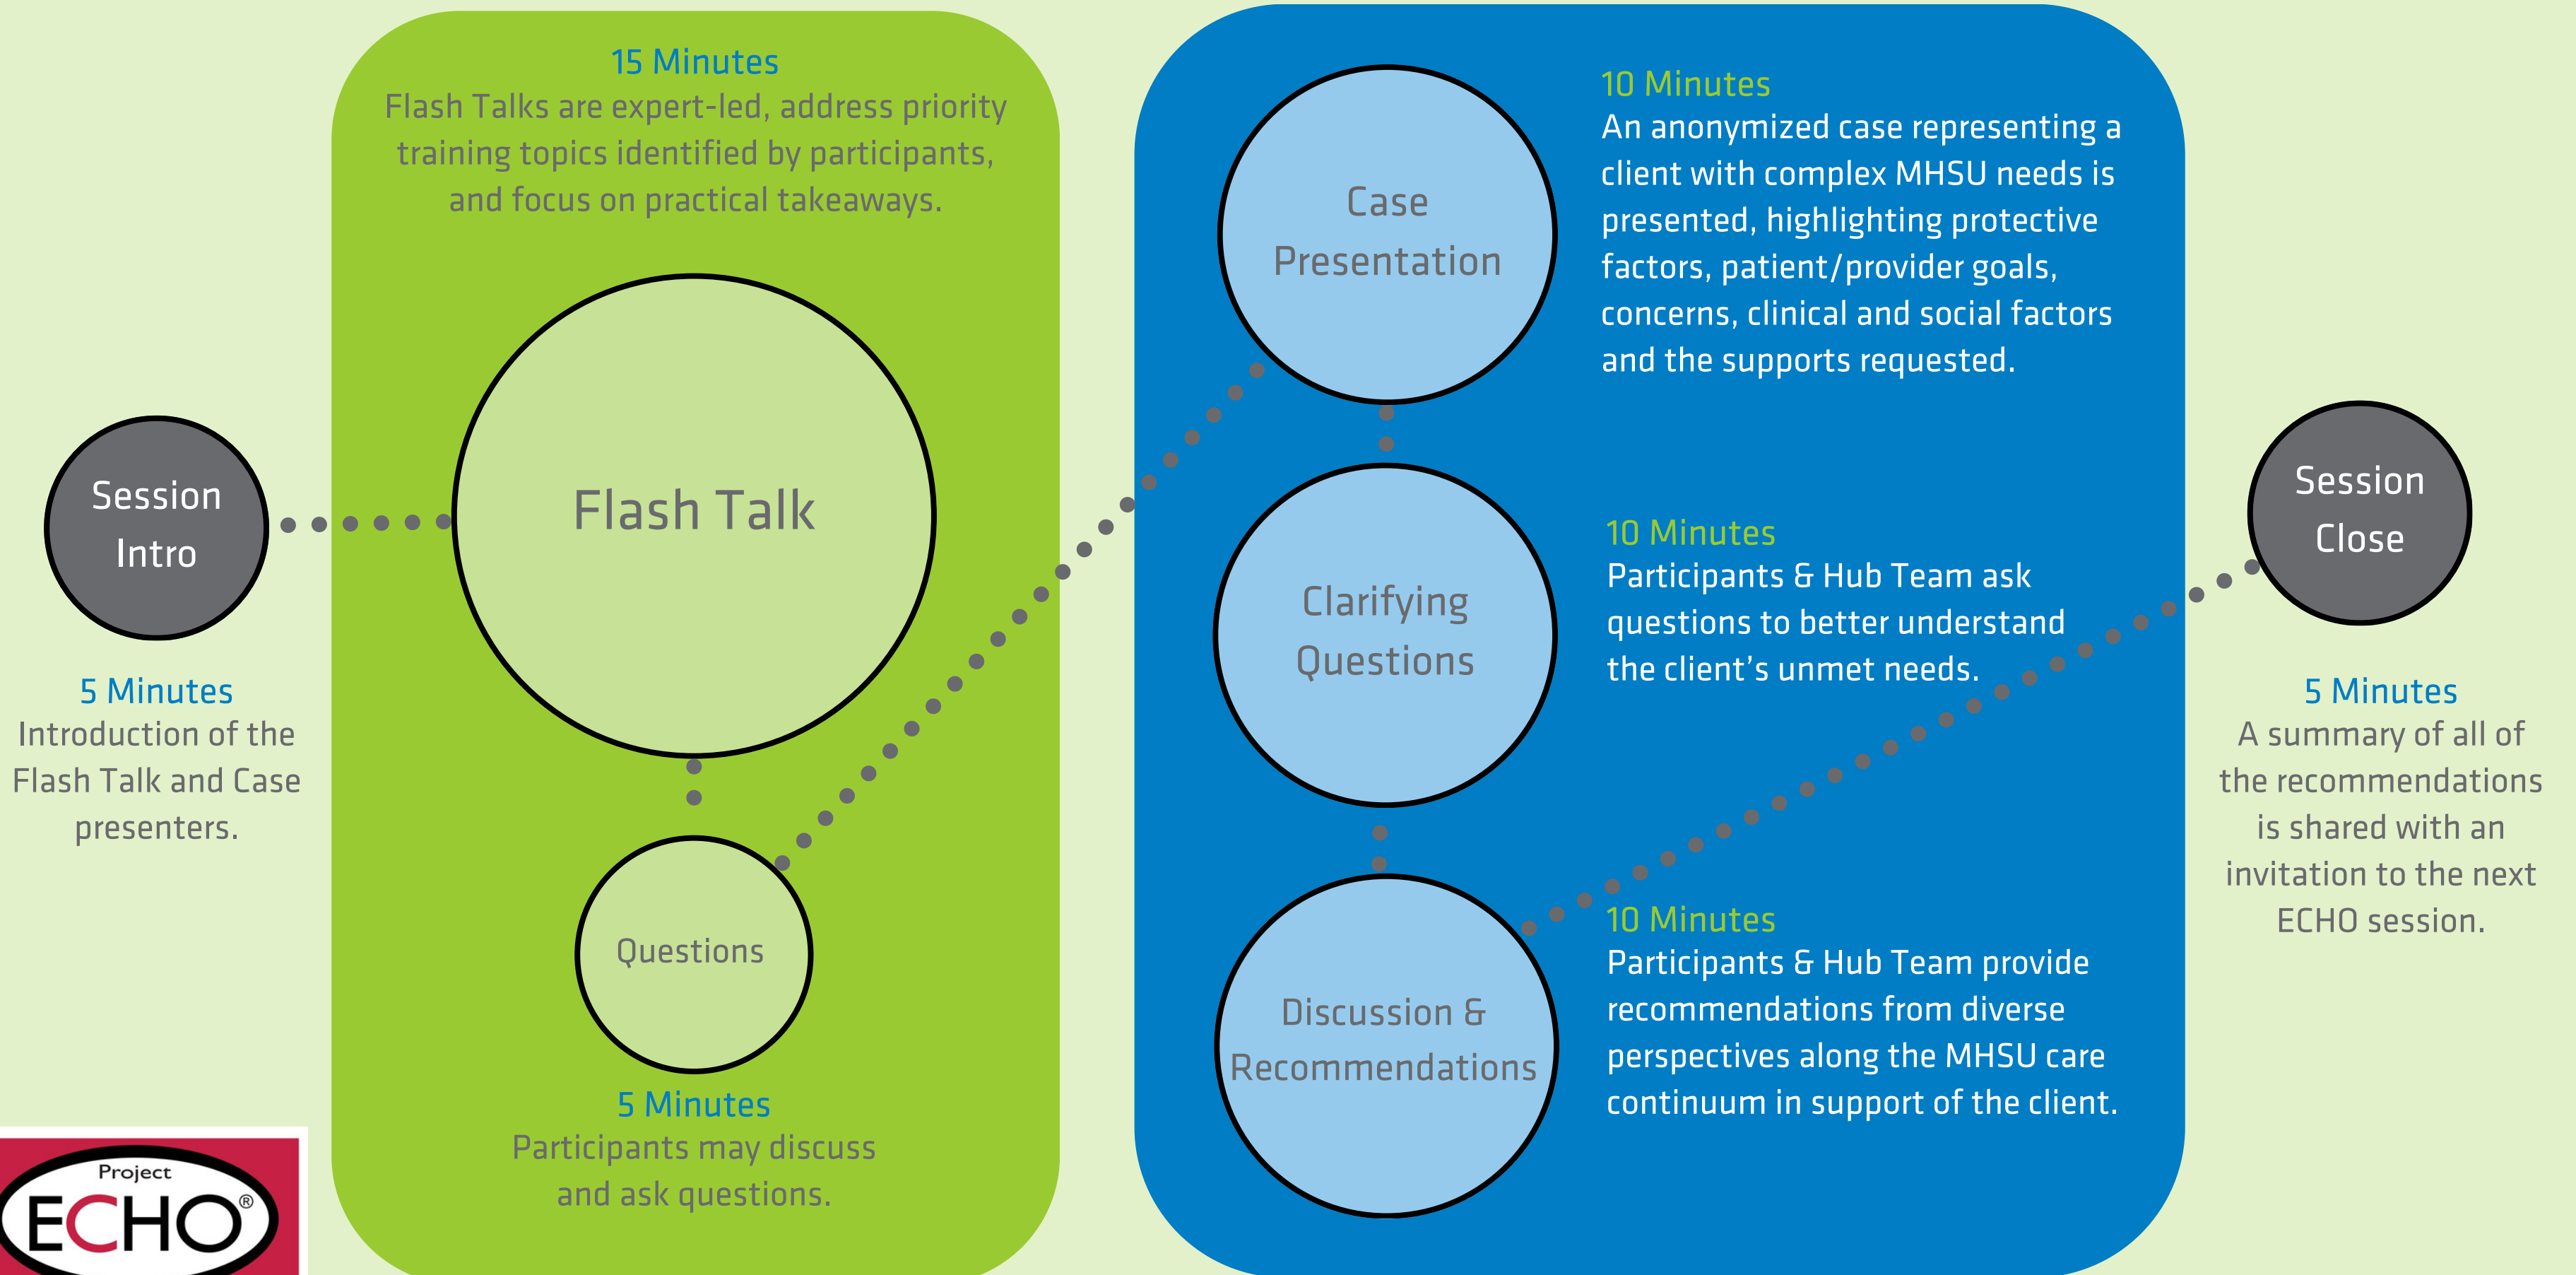 Session
Intro
5 Minutes
Introduction of the
Flash Talk and Case
presenters.
15 Minutes
Flash Talks are expert-led, address priority
training topics identified by participants,
and focus on practical takeaways.
Flash Talk
Questions
5 Minutes
Participants may discuss
and ask questions.
Case
Presentation
10 Minutes
An anonymized case representing a
client with complex MHSU needs is
presented, highlighting protective
factors, patient/provider goals,
concerns, clinical and social factors
and the supports requested.
Clarifying
Questions
10 Minutes
Participants & Hub Team ask
questions to better understand
the client’s unmet needs.
Discussion &
Recommendations
10 Minutes
Participants & Hub Team provide
recommendations from diverse
perspectives along the MHSU care
continuum in support of the client.
Session
Close
5 Minutes
A summary of all of
the recommendations
is shared with an
invitation to the next
ECHO session.
Project
ECHO®